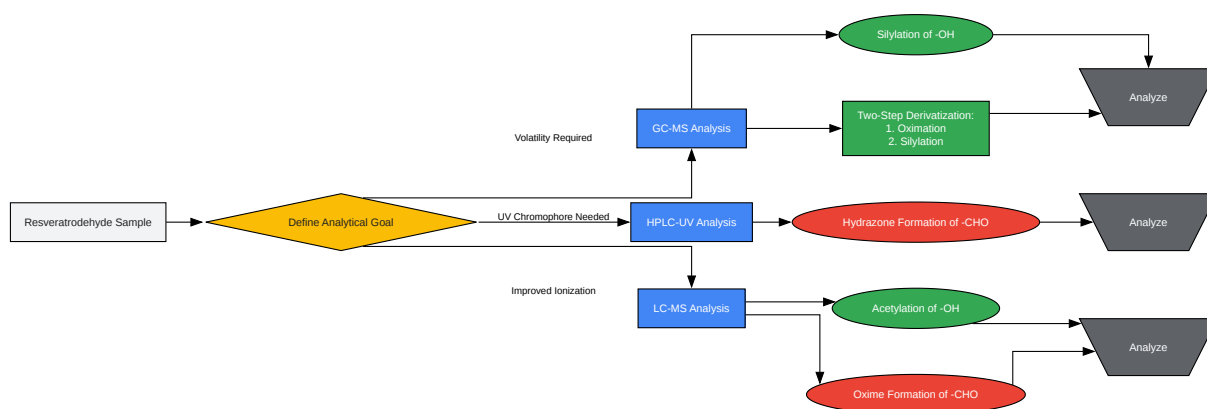 Silylation of -OH
Analyze
Two-Step Derivatization:
1. Oximation
2. Silylation
GC-MS Analysis
Volatility Required
Resveratrodehyde Sample
Define Analytical Goal
UV Chromophore Needed
HPLC-UV Analysis
Hydrazone Formation of -CHO
Analyze
Improved Ionization
LC-MS Analysis
Acetylation of -OH
Analyze
Oxime Formation of -CHO